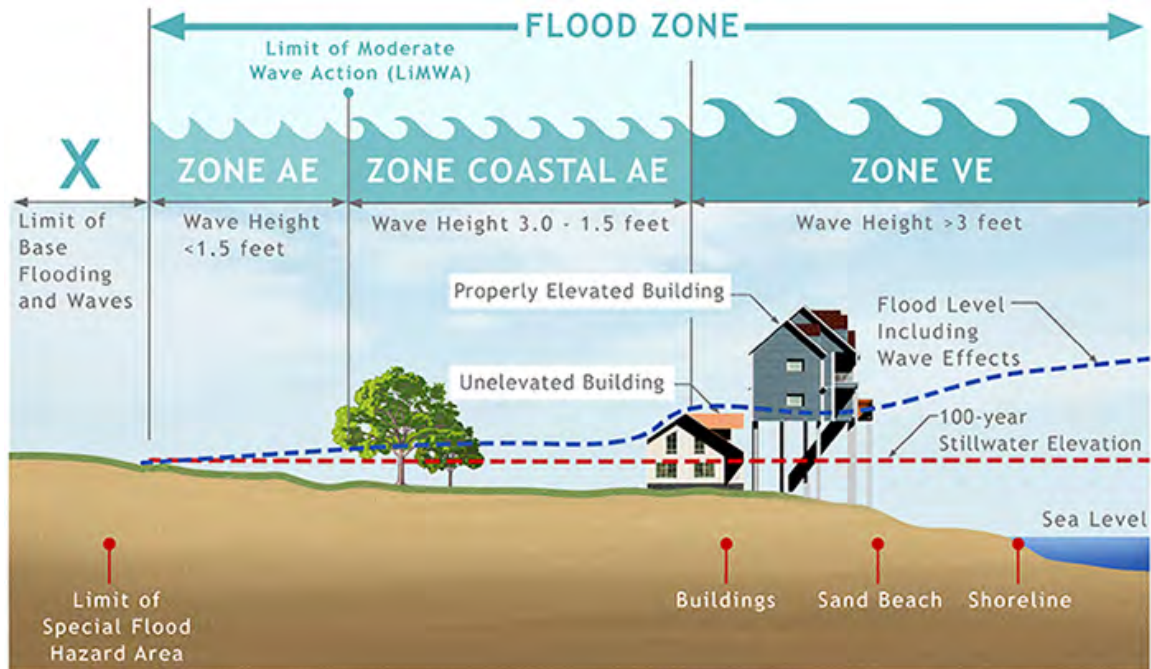 FLOOD ZONE
Limit of Moderate
Wave Action (LiMWA)
X
ZONE AE
ZONE COASTAL AE
ZONE VE
Limit of
Base
Flooding
and Waves
Wave Height
<1.5 feet
Wave Height 3.0 - 1.5 feet
Wave Height >3 feet
Properly Elevated Building
Flood Level
Including
Wave Effects
Unelevated Building
100-year
Stillwater Elevation
Sea Level
Limit of
Special Flood
Hazard Area
Buildings
Sand Beach
Shoreline